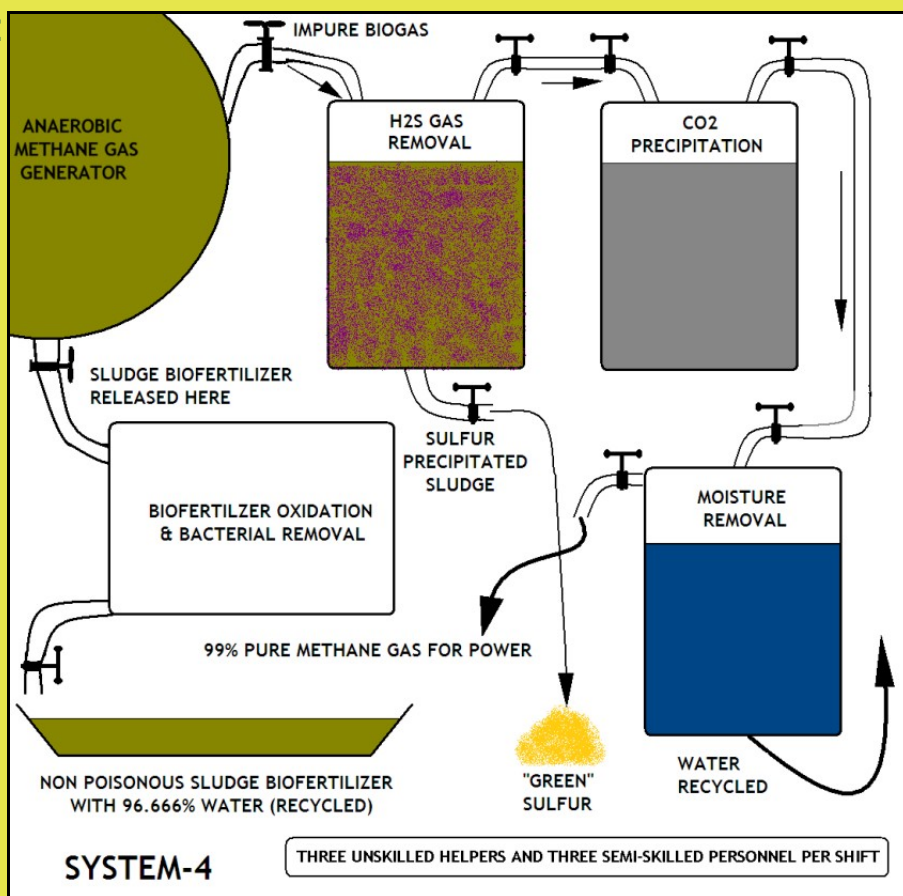 IMPURE BIOGAS
ANAEROBIC
METHANE GAS
GENERATOR
H2S GAS
REMOVAL
CO2
PRECIPITATION
SLUDGE BIOFERTILIZER
RELEASED HERE
SULFUR
PRECIPITATED
SLUDGE
MOISTURE
REMOVAL
BIOFERTILZER OXIDATION
& BACTERIAL REMOVAL
99% PURE METHANE GAS FOR POWER
NON POISONOUS SLUDGE BIOFERTILIZER
WITH 96.666% WATER (RECYCLED)
"GREEN"
SULFUR
WATER
RECYCLED
SYSTEM-4
THREE UNSKILLED HELPERS AND THREE SEMI-SKILLED PERSONNEL PER SHIFT